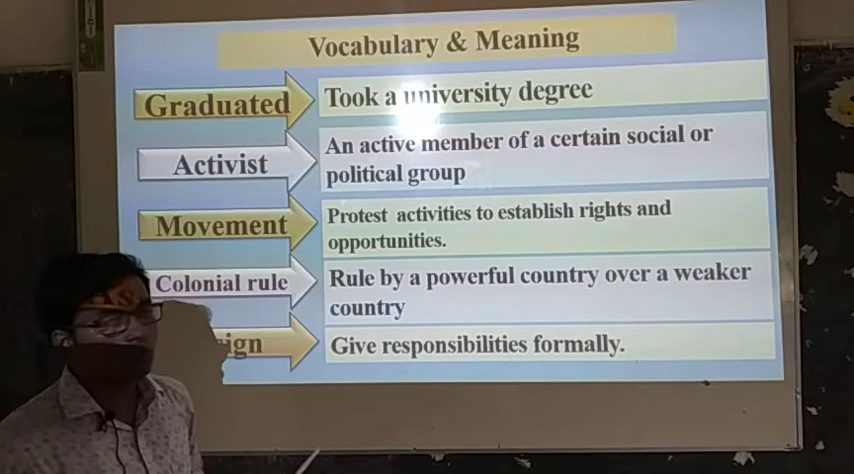 Vocabulary & Meaning
Graduated
Took a university degree
Activist
An active member of a certain social or
political group
Movement
Protest activities to establish rights and
opportunities.
Colonial rule
Rule by a powerful country over a weaker
country
Give responsibilities formally.